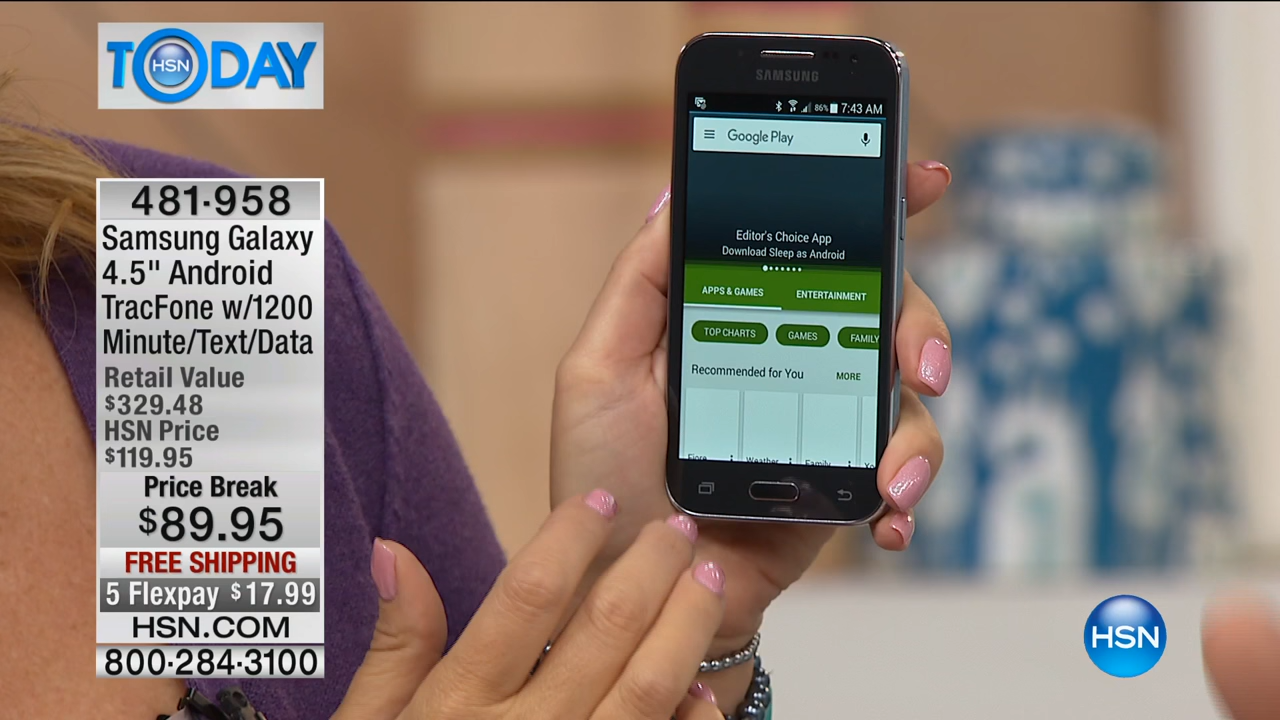 TODAY
HSN
481·958
Samsung Galaxy
4.5" Android
TracFone w/1200
Minute/Text/Data
Retail Value
$329.48
HSN Price
$119.95
Price Break
$89.95
FREE SHIPPING
5 Flexpay $17.99
HSN.COM
800·284·3100
SAMSUNG
86% 7:43 AM
Google Play
Editor's Choice App
Download Sleep as Android
APPS & GAMES ENTERTAINMENT
TOP CHARTS GAMES FAMILY
Recommended for You MORE
Weather Family Yo
HSN